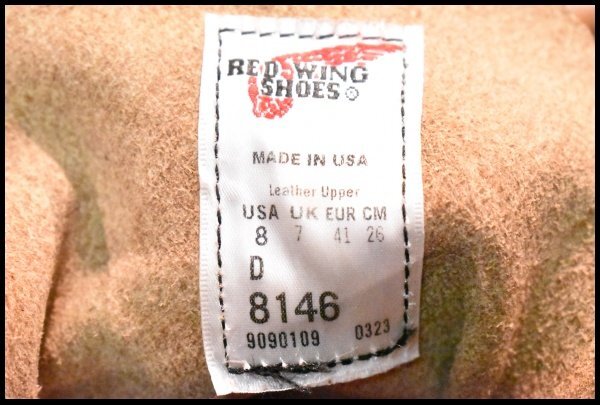 RED WING
SHOES®
MADE IN USA
Leather Upper
USA UK EUR CM
8 7 41 26
D
8146
9090109 0323